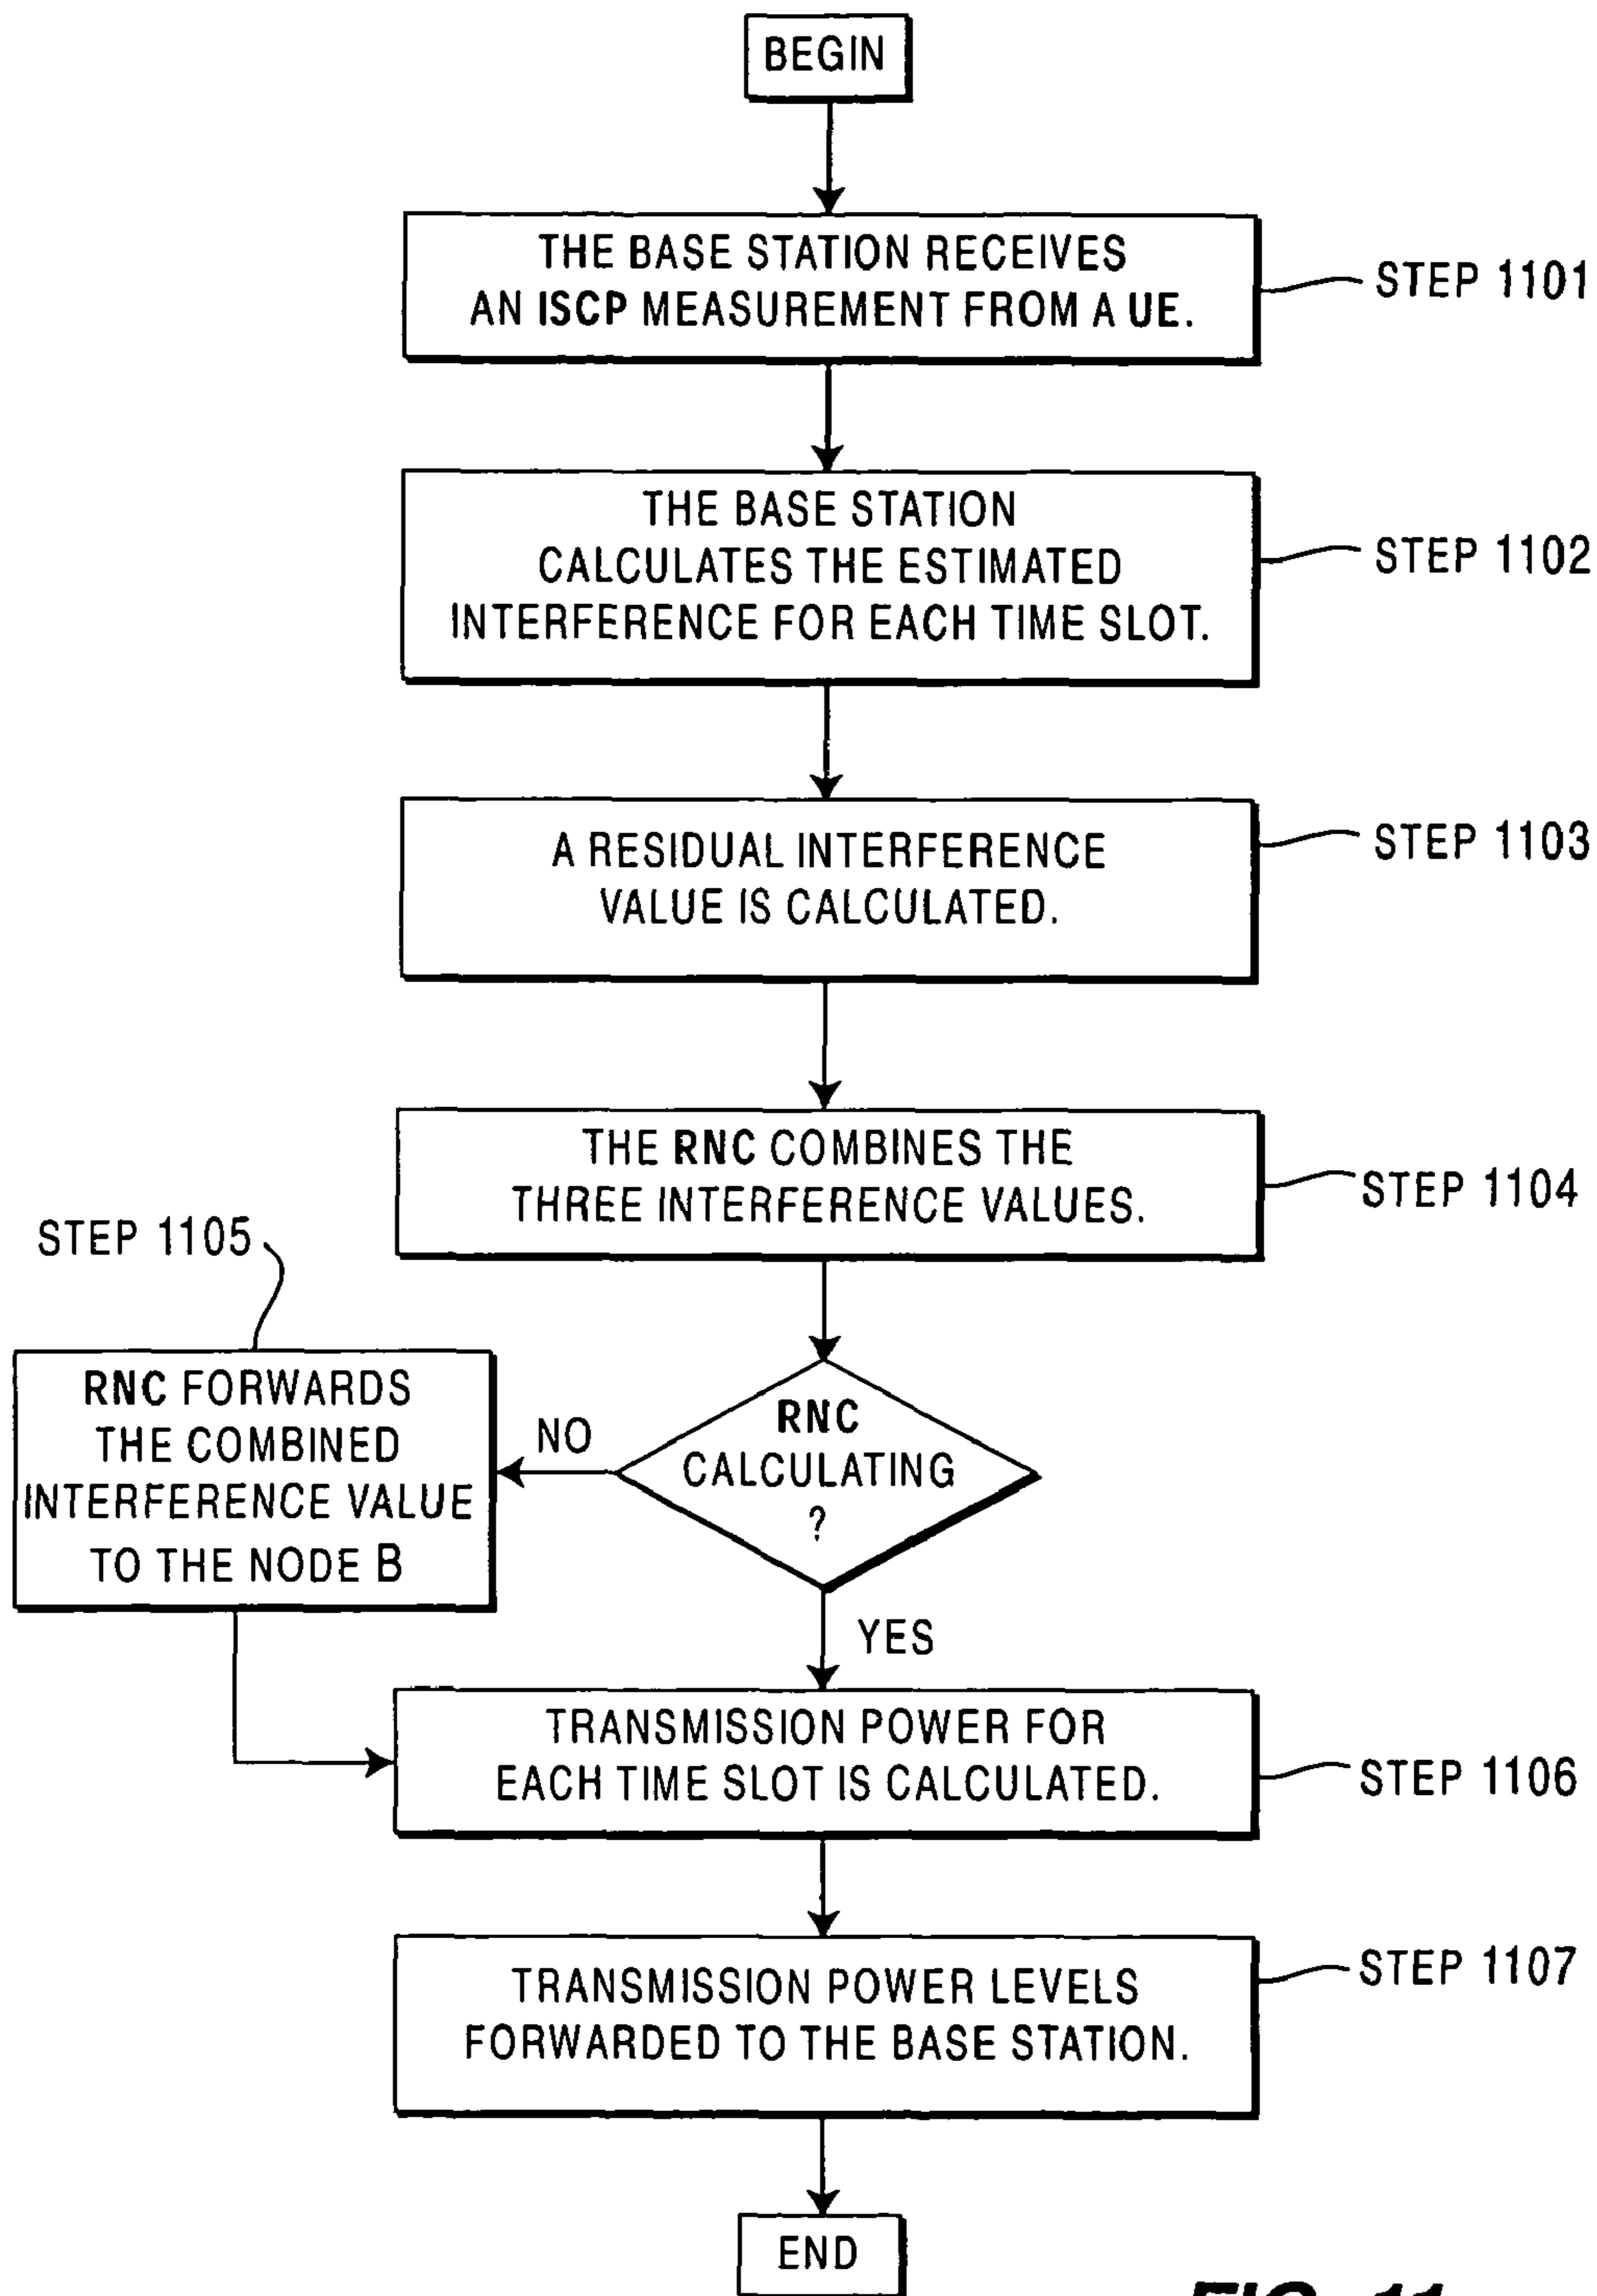 BEGIN
THE BASE STATION RECEIVES
AN ISCP MEASUREMENT FROM A UE.
STEP 1101
THE BASE STATION
CALCULATES THE ESTIMATED
INTERFERENCE FOR EACH TIME SLOT.
STEP 1102
A RESIDUAL INTERFERENCE
VALUE IS CALCULATED.
STEP 1103
THE RNC COMBINES THE
THREE INTERFERENCE VALUES.
STEP 1104
STEP 1105
RNC FORWARDS
THE COMBINED
INTERFERENCE VALUE
TO THE NODE B
NO
RNC
CALCULATING
?
YES
TRANSMISSION POWER FOR
EACH TIME SLOT IS CALCULATED.
STEP 1106
TRANSMISSION POWER LEVELS
FORWARDED TO THE BASE STATION.
STEP 1107
END
FIG. 11